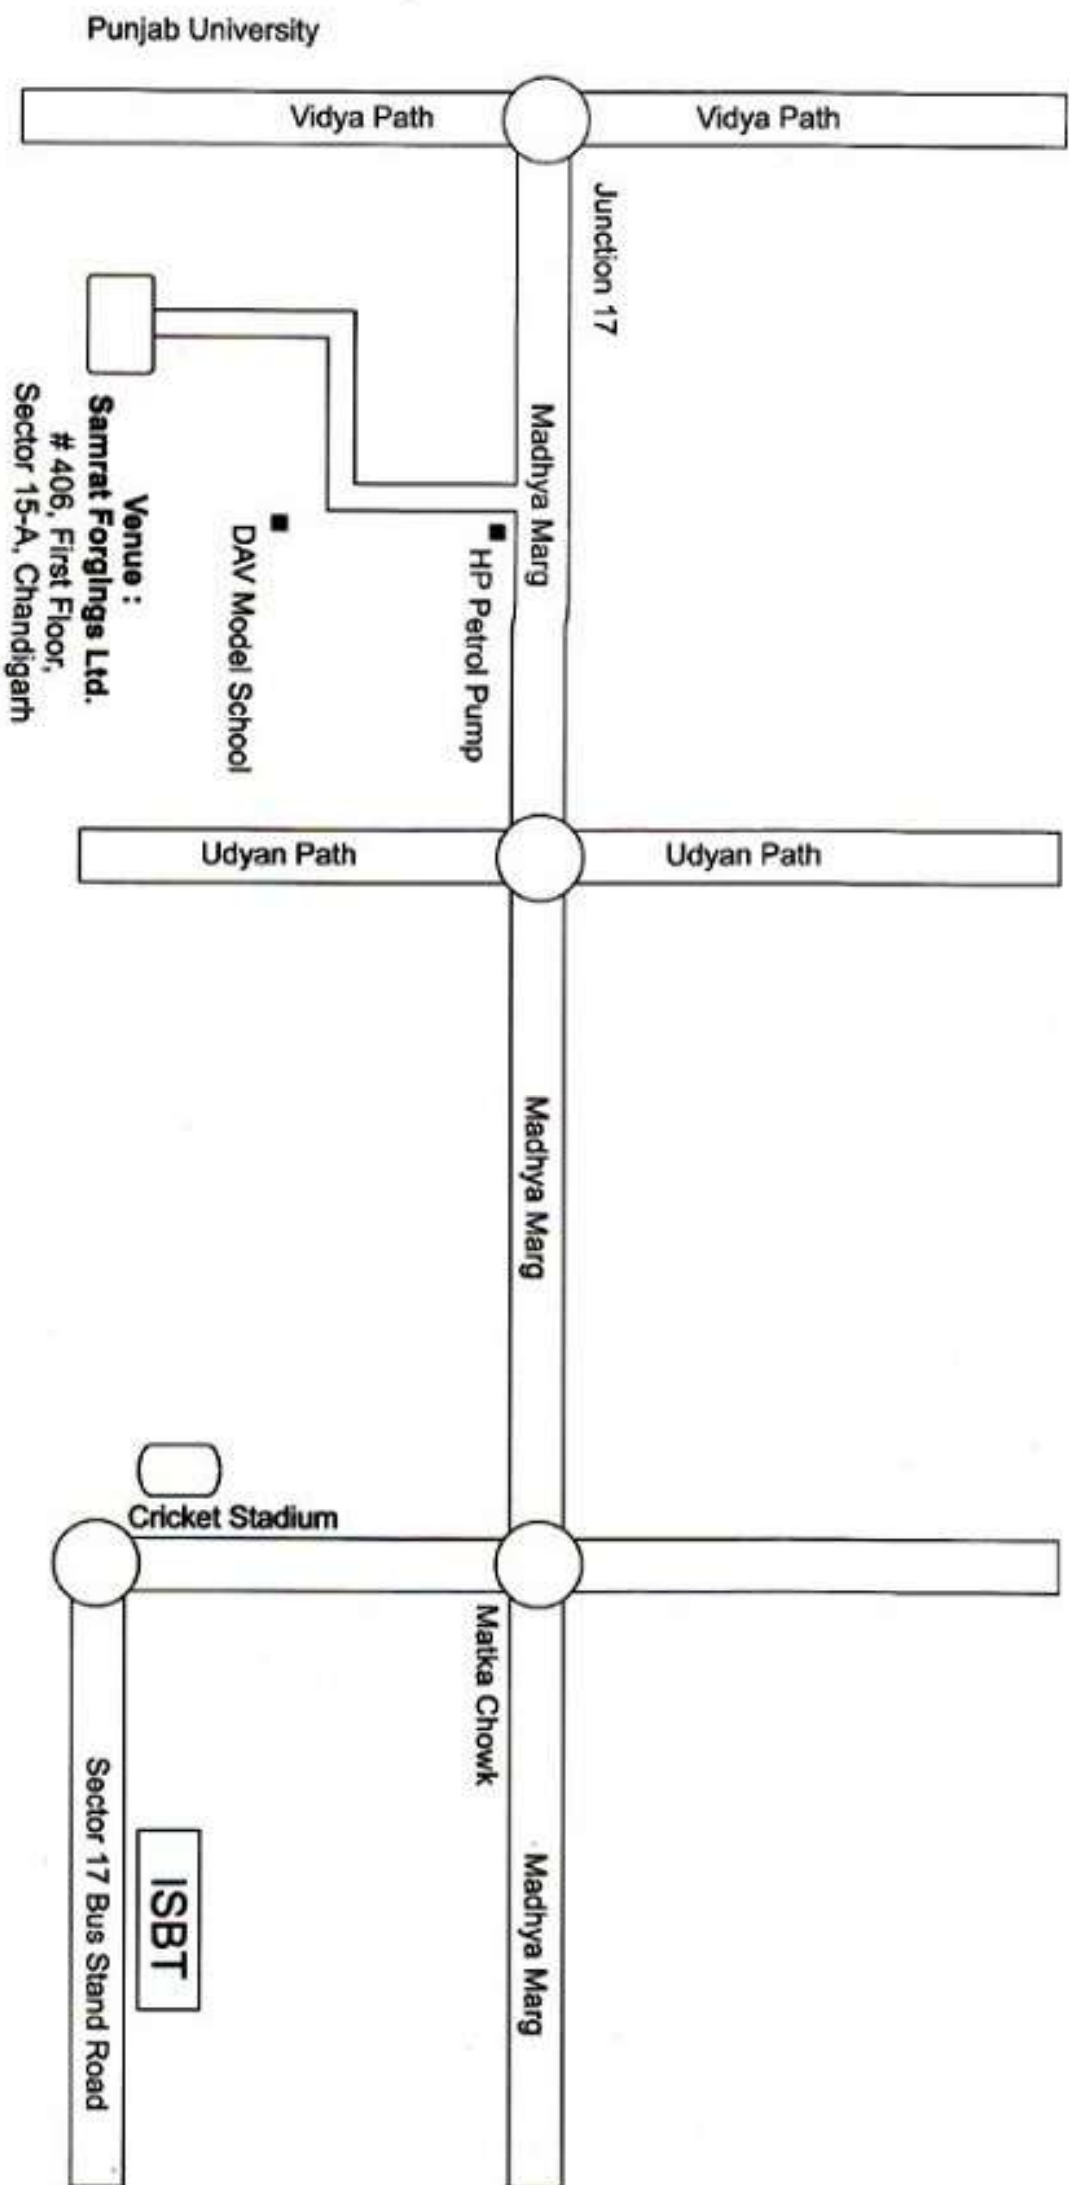 Punjab University
Vidya Path
Vidya Path
Junction 17
Madhya Marg
HP Petrol Pump
DAV Model School
Venue :
Samrat Forgings Ltd.
# 406, First Floor,
Sector 15-A, Chandigarh
Udyan Path
Udyan Path
Madhya Marg
Cricket Stadium
Matka Chowk
Madhya Marg
ISBT
Sector 17 Bus Stand Road